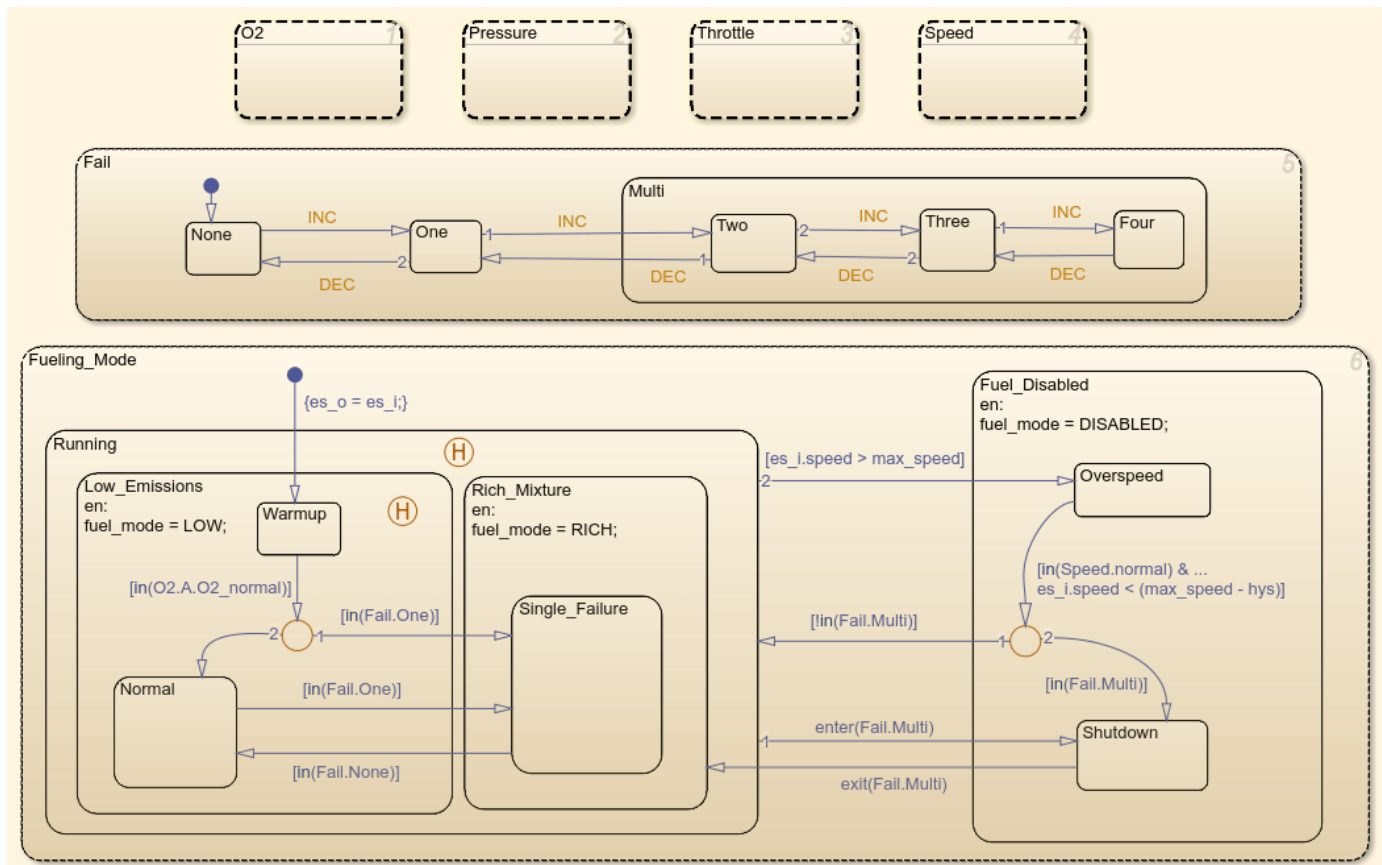 O2
1
Pressure
2
Throttle
3
Speed
4
Fail
5
Multi
None
INC
DEC
One
1
2
INC
DEC
Two
2
1
INC
DEC
Three
1
2
INC
DEC
Four
Fueling_Mode
6
{es_o = es_i;}
Running
H
Low_Emissions
en:
fuel_mode = LOW;
H
Warmup
[in(O2.A.O2_normal)]
2
1
[in(Fail.One)]
Normal
[in(Fail.One)]
[in(Fail.None)]
Rich_Mixture
en:
fuel_mode = RICH;
Single_Failure
[es_i.speed > max_speed]
2
[!in(Fail.Multi)]
1
enter(Fail.Multi)
exit(Fail.Multi)
Fuel_Disabled
en:
fuel_mode = DISABLED;
Overspeed
[in(Speed.normal) & ...
es_i.speed < (max_speed - hys)]
1
2
[in(Fail.Multi)]
Shutdown